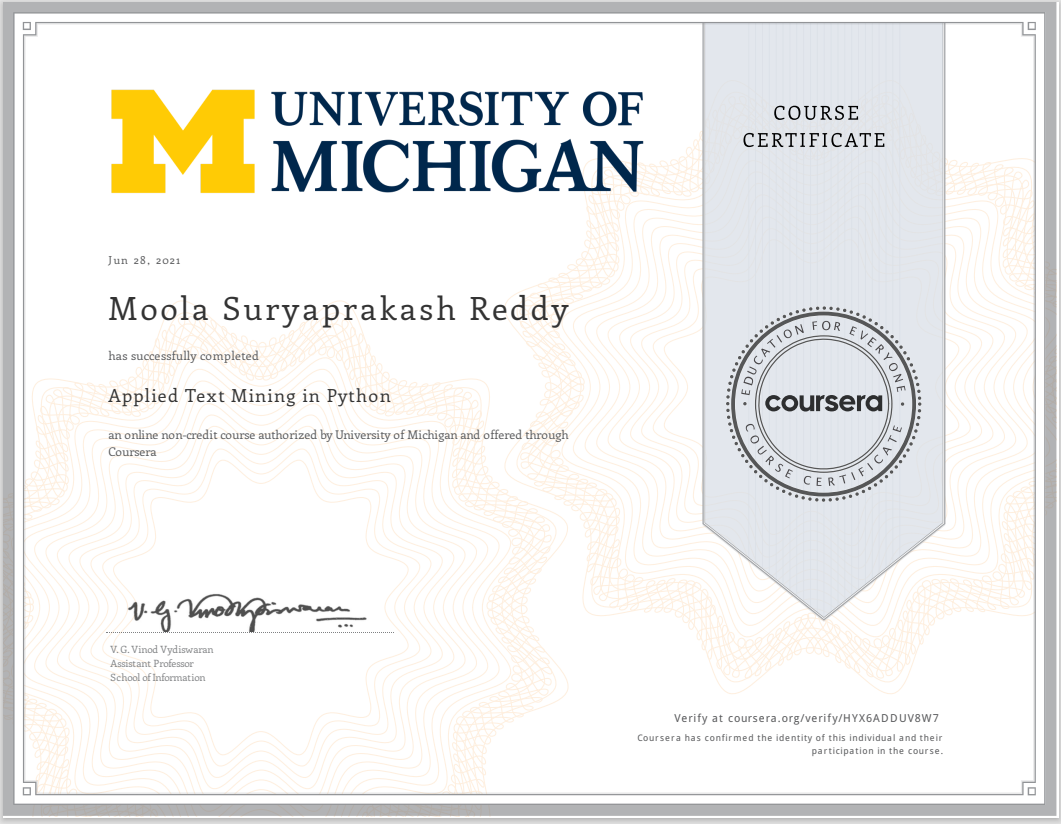 UNIVERSITY OF
MICHIGAN
COURSE
CERTIFICATE
Jun 28, 2021
Moola Suryaprakash Reddy
has successfully completed
Applied Text Mining in Python
an online non-credit course authorized by University of Michigan and offered through
Coursera
EDUCATION FOR EVERYONE
coursera
COURSE CERTIFICATE
V. G. Vinod Vydiswaran
V. G. Vinod Vydiswaran
Assistant Professor
School of Information
Verify at coursera.org/verify/HYX6ADDUV8W7
Coursera has confirmed the identity of this individual and their
participation in the course.